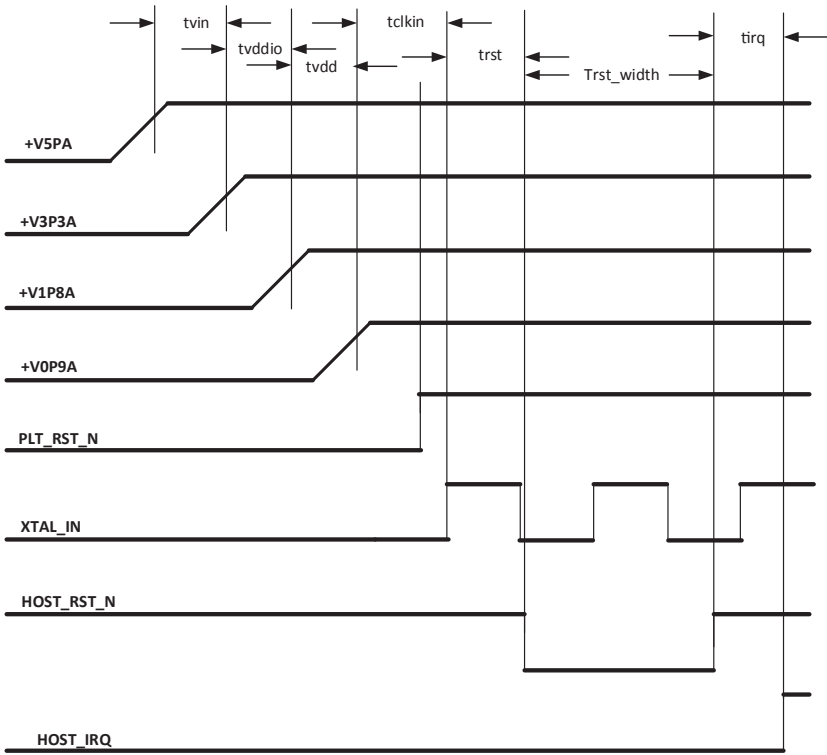 tvin
tclkin
tirq
tvddio
trst
tvdd
Trst_width
+V5PA
+V3P3A
+V1P8A
+V0P9A
PLT_RST_N
XTAL_IN
HOST_RST_N
HOST_IRQ